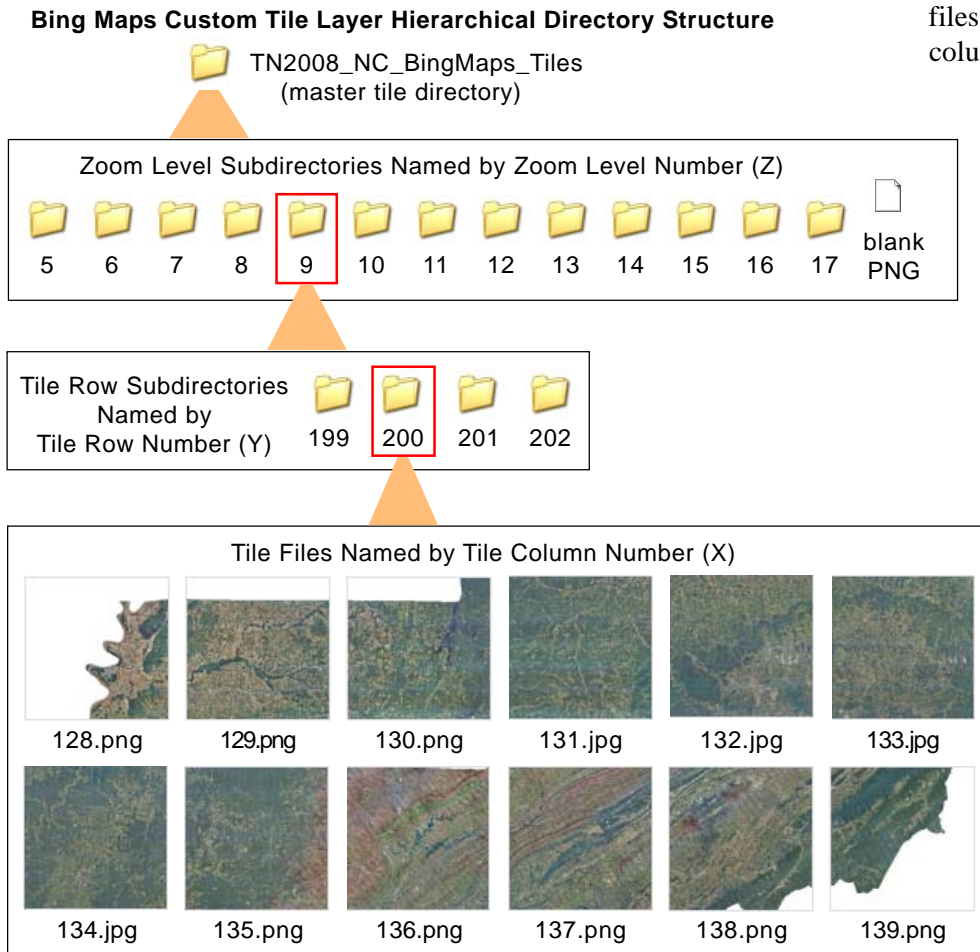 Bing Maps Custom Tile Layer Hierarchical Directory Structure
files
colu
TN2008_NC_BingMaps_Tiles
(master tile directory)
Zoom Level Subdirectories Named by Zoom Level Number (Z)
5 6 7 8 9 10 11 12 13 14 15 16 17
blank
PNG
Tile Row Subdirectories
Named by
Tile Row Number (Y)
199 200 201 202
Tile Files Named by Tile Column Number (X)
128.png 129.png 130.png 131.jpg 132.jpg 133.jpg
134.jpg 135.png 136.png 137.png 138.png 139.png